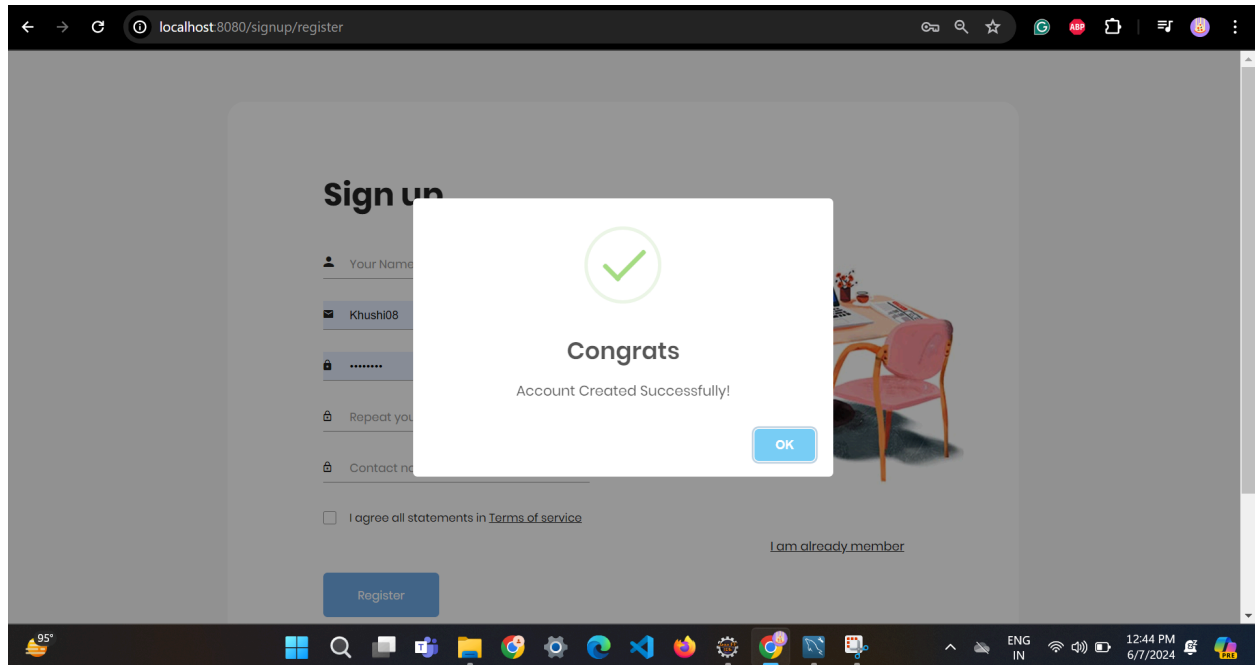 localhost:8080/signup/register
ABP
Sign up
Your Name
Khushi08
Repeat you
Contact no
I agree all statements in Terms of service
Register
Congrats
Account Created Successfully!
OK
I am already member
95°
ENG
IN
12:44 PM
6/7/2024
PRE